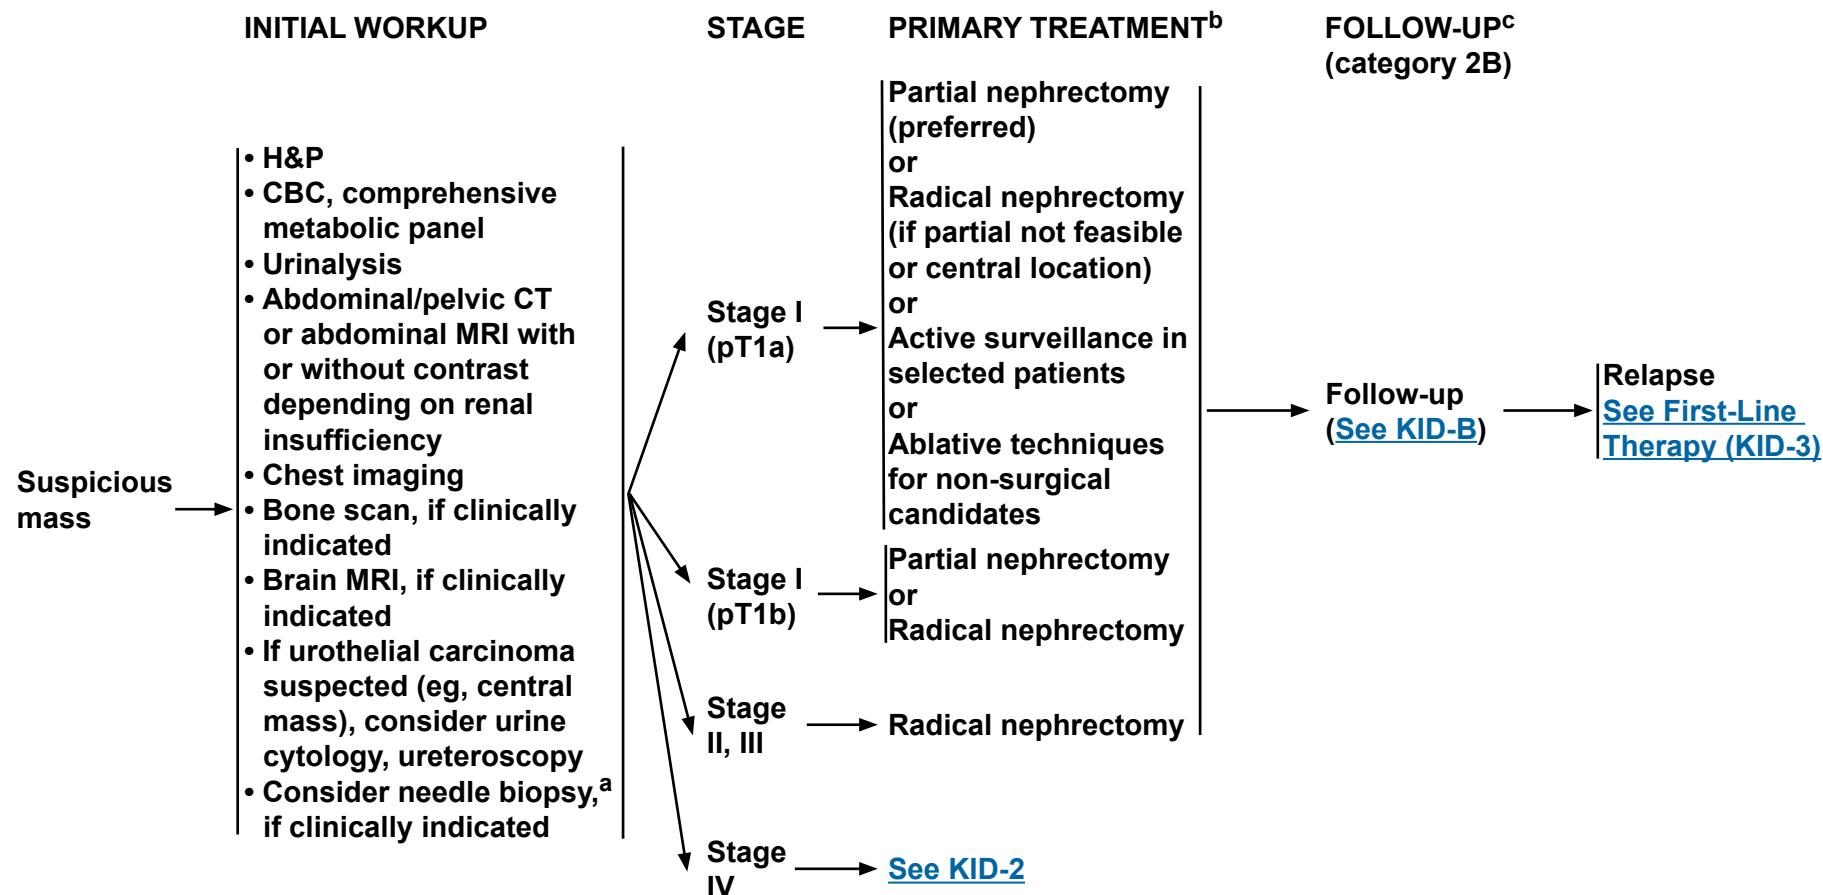 INITIAL WORKUP
STAGE
PRIMARY TREATMENTb
FOLLOW-UPc
(category 2B)
Suspicious
mass
• H&P
• CBC, comprehensive
metabolic panel
• Urinalysis
• Abdominal/pelvic CT
or abdominal MRI with
or without contrast
depending on renal
insufficiency
• Chest imaging
• Bone scan, if clinically
indicated
• Brain MRI, if clinically
indicated
• If urothelial carcinoma
suspected (eg, central
mass), consider urine
cytology, ureteroscopy
• Consider needle biopsy,a
if clinically indicated
Stage I
(pT1a)
Partial nephrectomy
(preferred)
or
Radical nephrectomy
(if partial not feasible
or central location)
or
Active surveillance in
selected patients
or
Ablative techniques
for non-surgical
candidates
Stage I
(pT1b)
Partial nephrectomy
or
Radical nephrectomy
Stage
II, III
Radical nephrectomy
Stage
IV
See KID-2
Follow-up
(See KID-B)
Relapse
See First-Line
Therapy (KID-3)